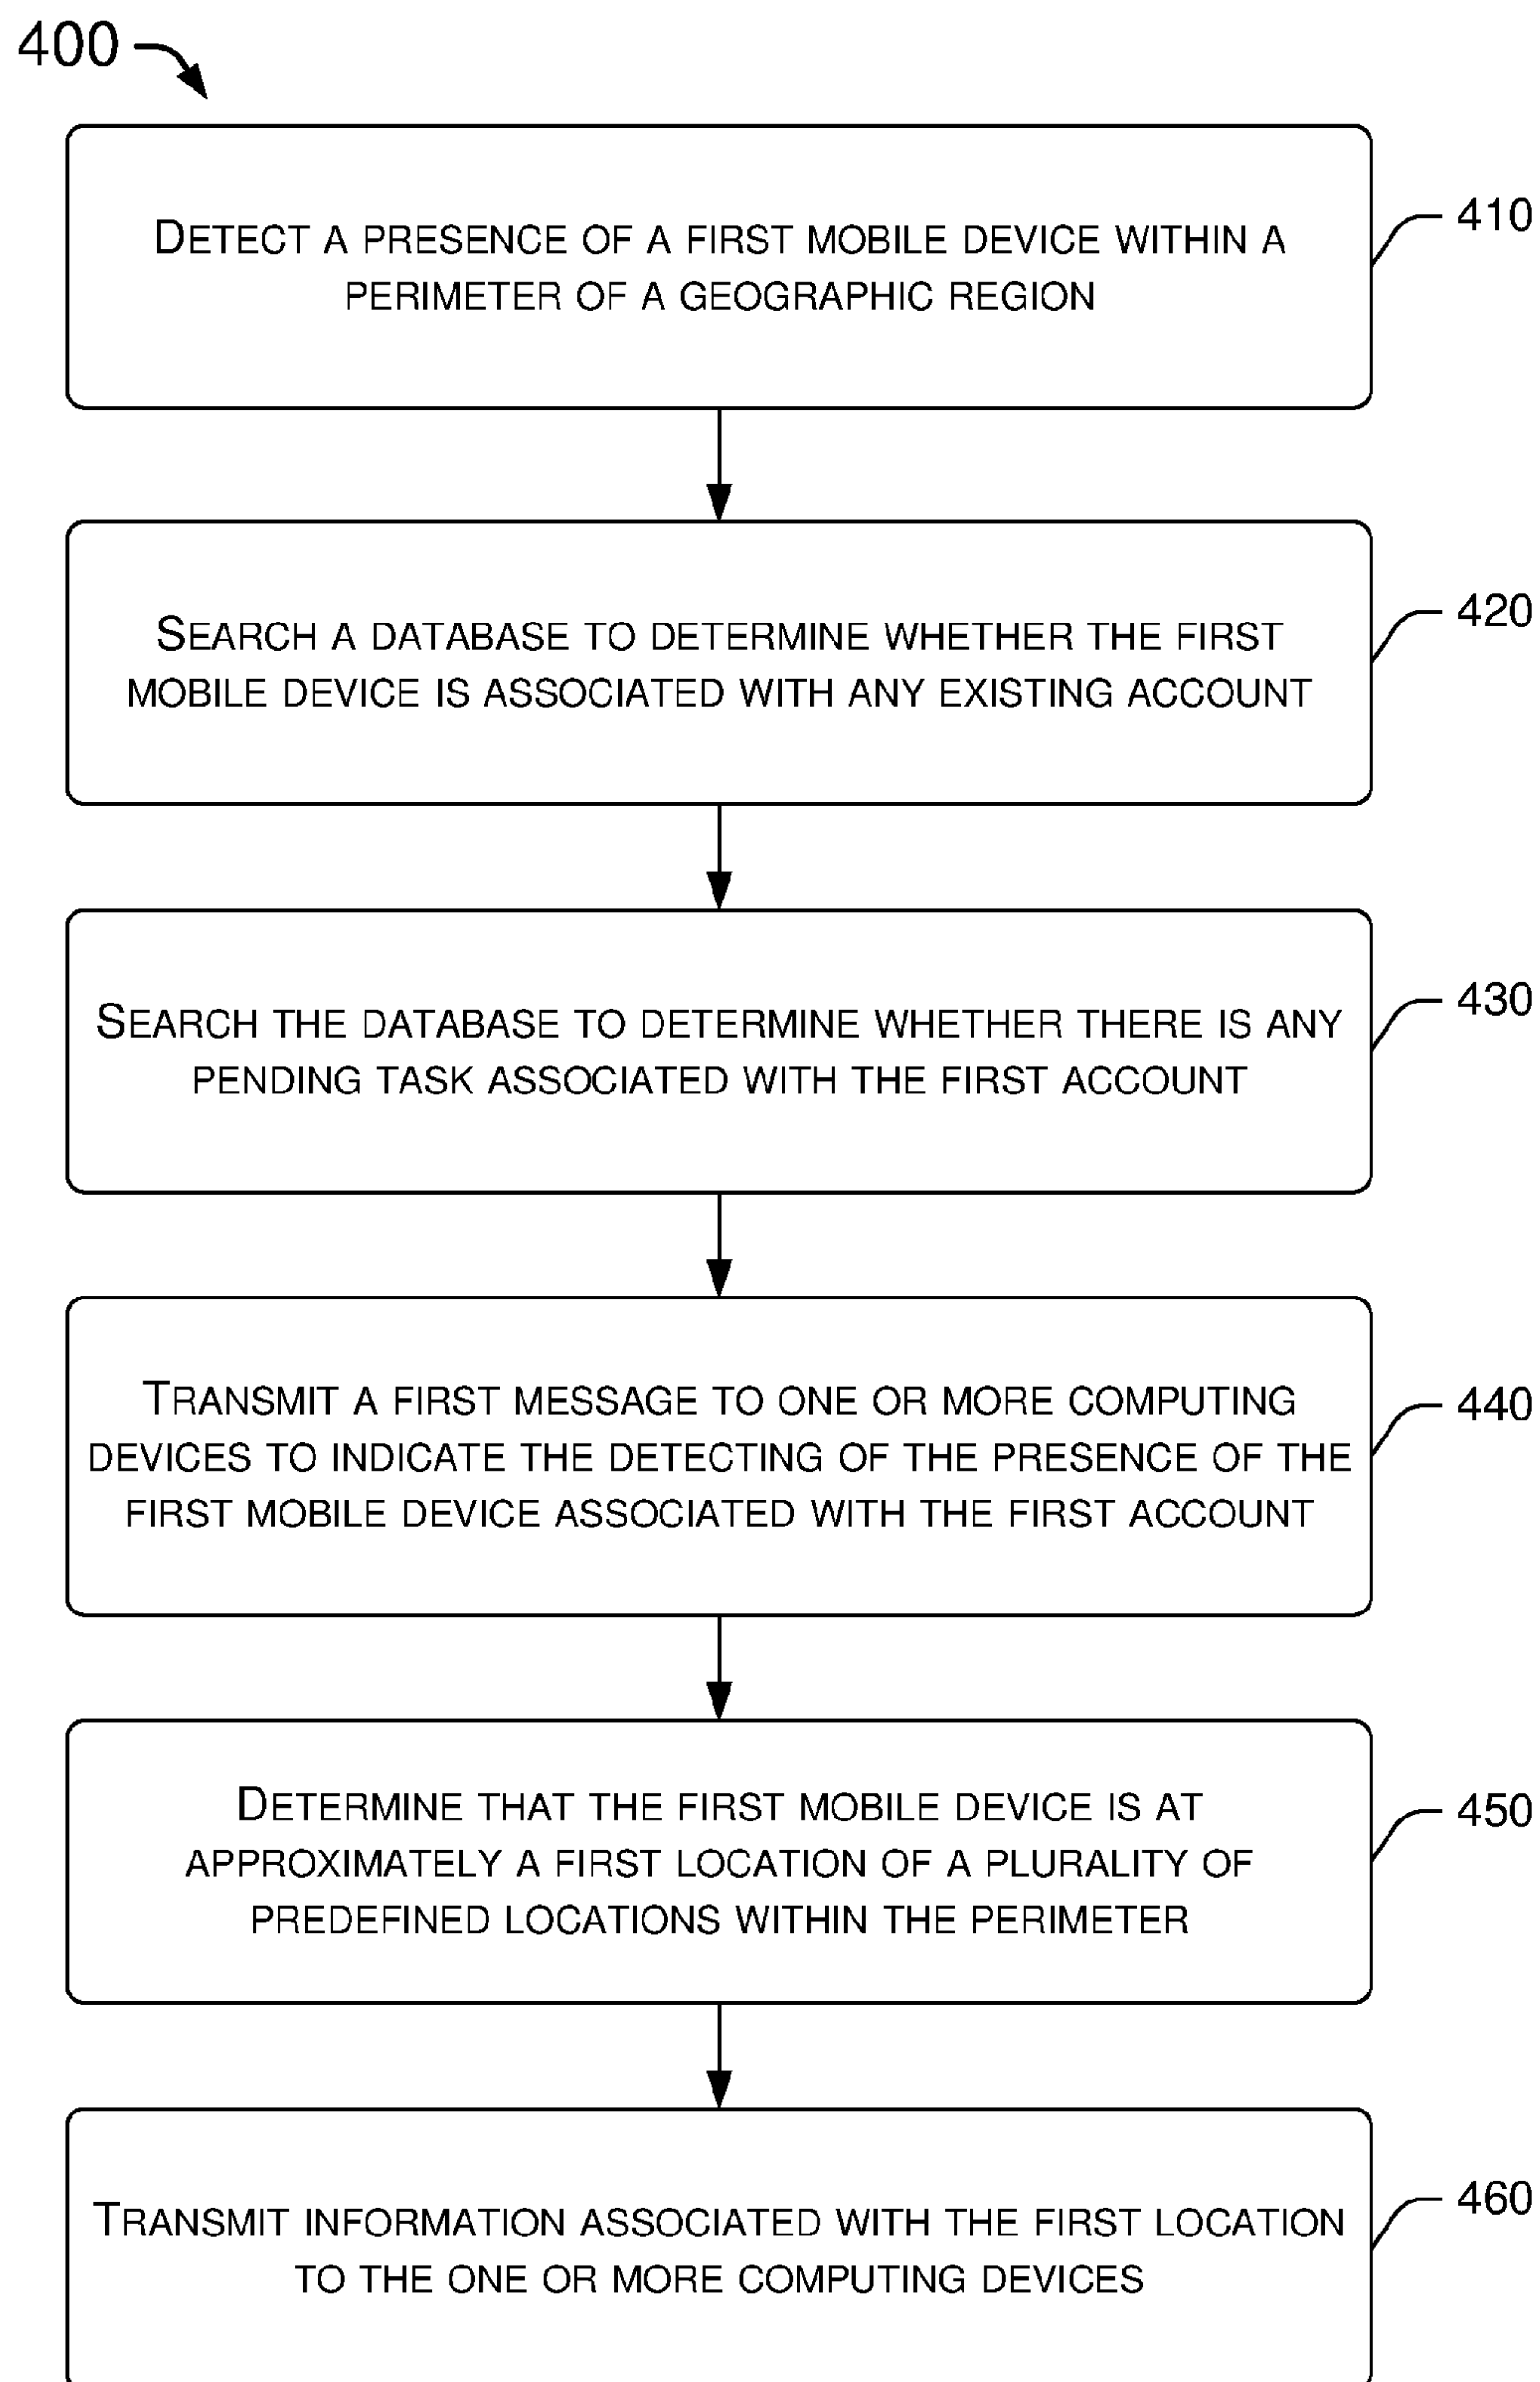 400
DETECT A PRESENCE OF A FIRST MOBILE DEVICE WITHIN A
PERIMETER OF A GEOGRAPHIC REGION
410
SEARCH A DATABASE TO DETERMINE WHETHER THE FIRST
MOBILE DEVICE IS ASSOCIATED WITH ANY EXISTING ACCOUNT
420
SEARCH THE DATABASE TO DETERMINE WHETHER THERE IS ANY
PENDING TASK ASSOCIATED WITH THE FIRST ACCOUNT
430
TRANSMIT A FIRST MESSAGE TO ONE OR MORE COMPUTING
DEVICES TO INDICATE THE DETECTING OF THE PRESENCE OF THE
FIRST MOBILE DEVICE ASSOCIATED WITH THE FIRST ACCOUNT
440
DETERMINE THAT THE FIRST MOBILE DEVICE IS AT
APPROXIMATELY A FIRST LOCATION OF A PLURALITY OF
PREDEFINED LOCATIONS WITHIN THE PERIMETER
450
TRANSMIT INFORMATION ASSOCIATED WITH THE FIRST LOCATION
TO THE ONE OR MORE COMPUTING DEVICES
460